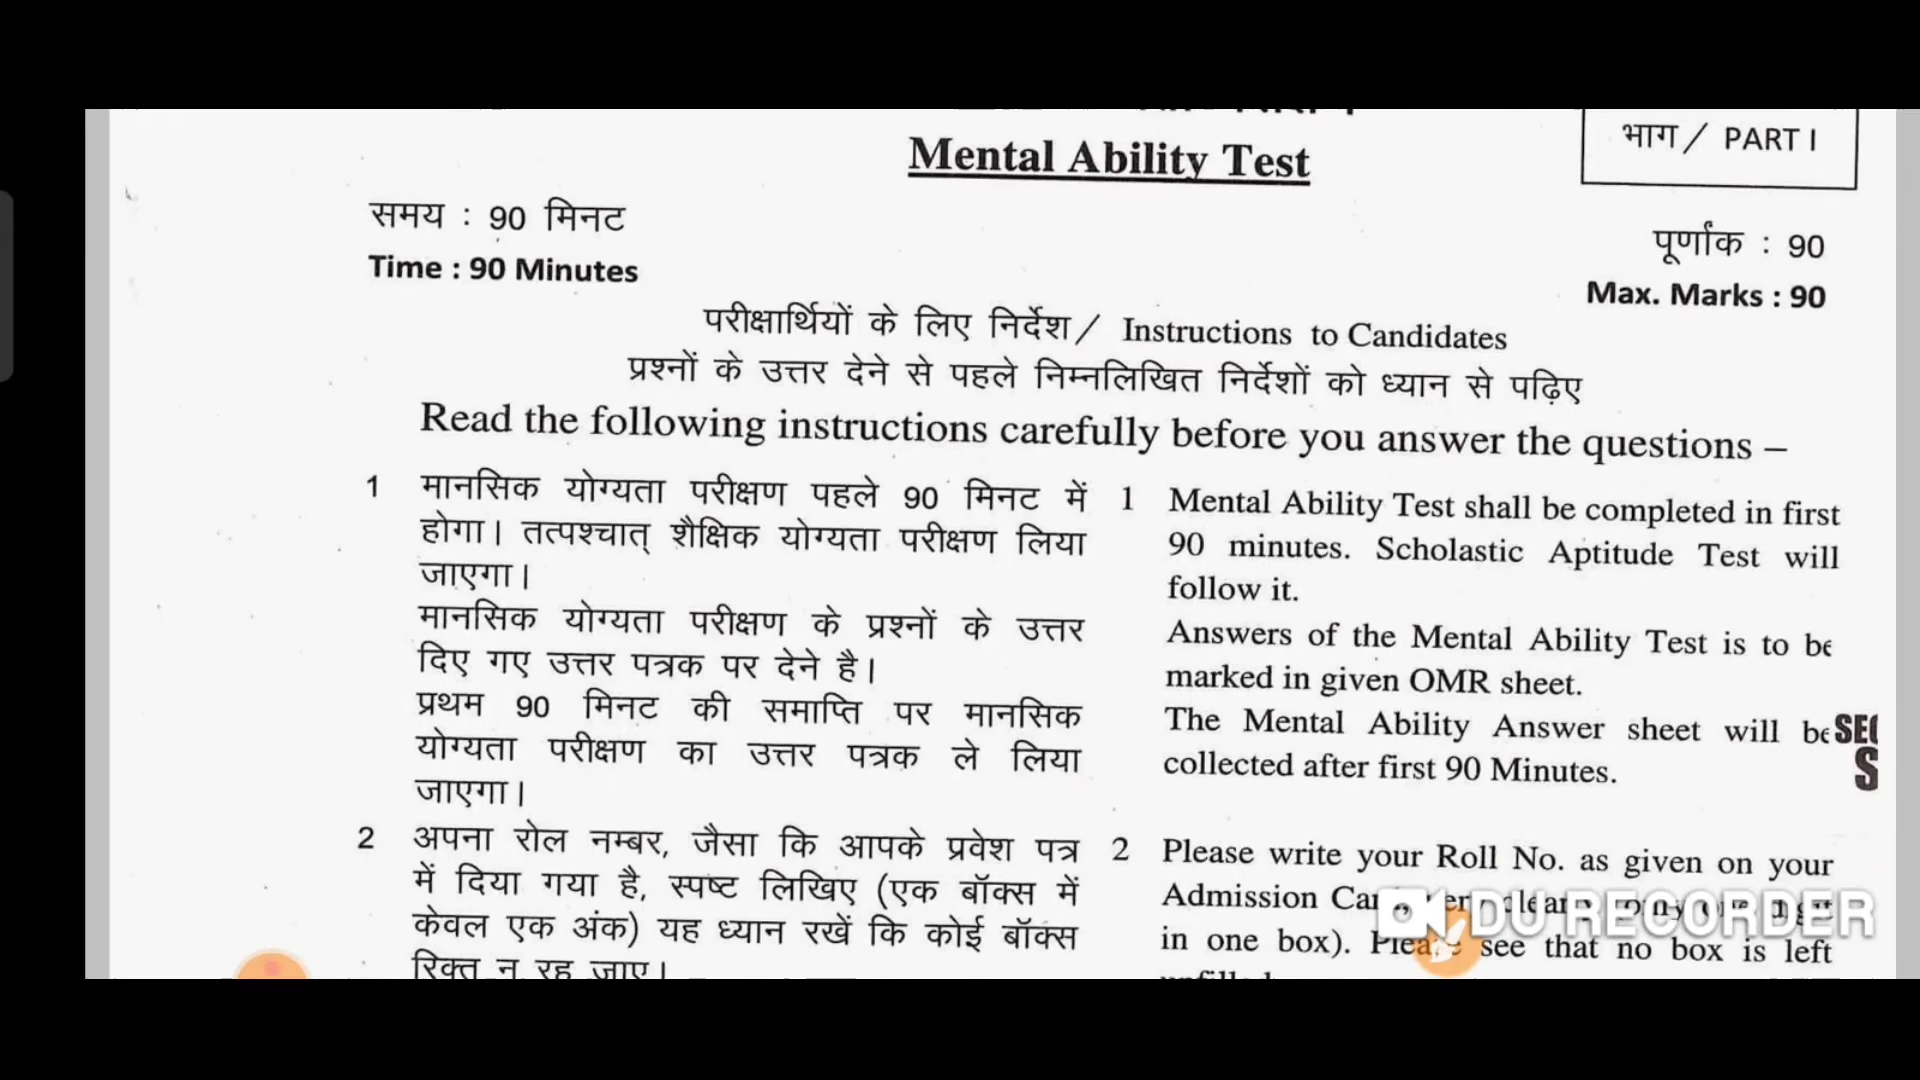 Mental Ability Test
भाग / PART I
समय : 90 मिनट
Time : 90 Minutes
पूर्णांक : 90
Max. Marks : 90
परीक्षार्थियों के लिए निर्देश / Instructions to Candidates
प्रश्नों के उत्तर देने से पहले निम्नलिखित निर्देशों को ध्यान से पढ़िए
Read the following instructions carefully before you answer the questions –
1 मानसिक योग्यता परीक्षण पहले 90 मिनट में
होगा। तत्पश्चात् शैक्षिक योग्यता परीक्षण लिया
जाएगा।
मानसिक योग्यता परीक्षण के प्रश्नों के उत्तर
दिए गए उत्तर पत्रक पर देने है।
प्रथम 90 मिनट की समाप्ति पर मानसिक
योग्यता परीक्षण का उत्तर पत्रक ले लिया
जाएगा।
2 अपना रोल नम्बर, जैसा कि आपके प्रवेश पत्र
में दिया गया है, स्पष्ट लिखिए (एक बॉक्स में
केवल एक अंक) यह ध्यान रखें कि कोई बॉक्स
रिक्त न रह जाए।
1 Mental Ability Test shall be completed in first
90 minutes. Scholastic Aptitude Test will
follow it.
Answers of the Mental Ability Test is to be
marked in given OMR sheet.
The Mental Ability Answer sheet will be
collected after first 90 Minutes.
2 Please write your Roll No. as given on your
Admission
in one box). Please see that no box is left
DU RECORDER